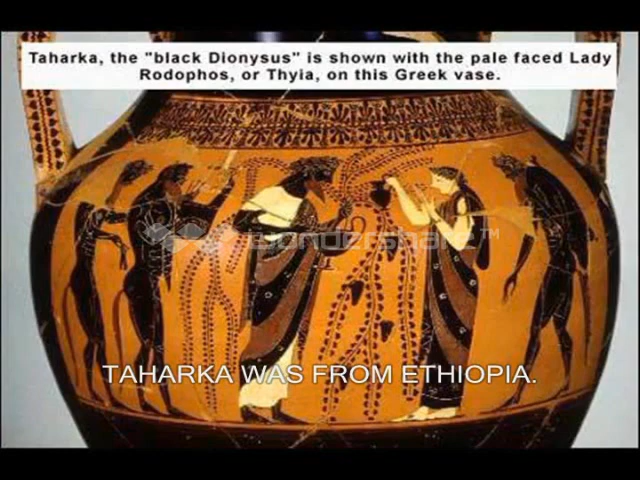 Taharka, the "black Dionysus" is shown with the pale faced Lady
Rodophos, or Thyia, on this Greek vase.
wondershare™
TAHARKA WAS FROM ETHIOPIA.